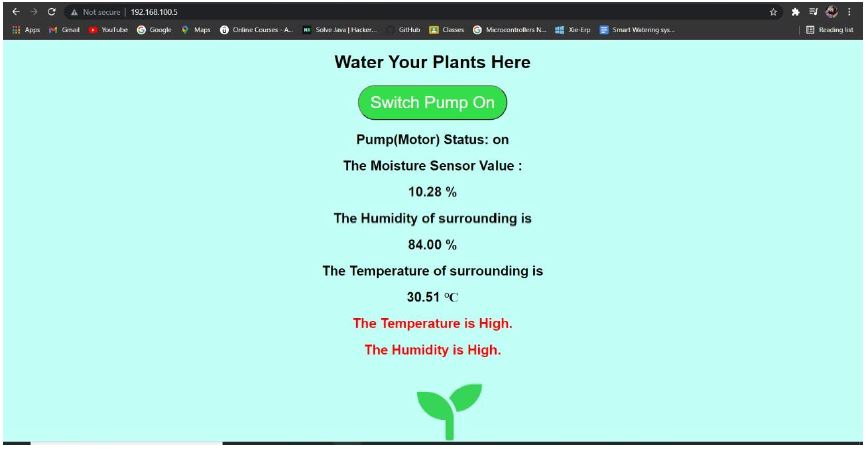 Not secure | 192.168.100.5
Apps Gmail YouTube Google Maps Online Courses - A... Solve Java | Hacker... GitHub Classes Microcontrollers N... Xie-Erp Smart Watering sys... Reading list
Water Your Plants Here
Switch Pump On
Pump(Motor) Status: on
The Moisture Sensor Value :
10.28 %
The Humidity of surrounding is
84.00 %
The Temperature of surrounding is
30.51 °C
The Temperature is High.
The Humidity is High.